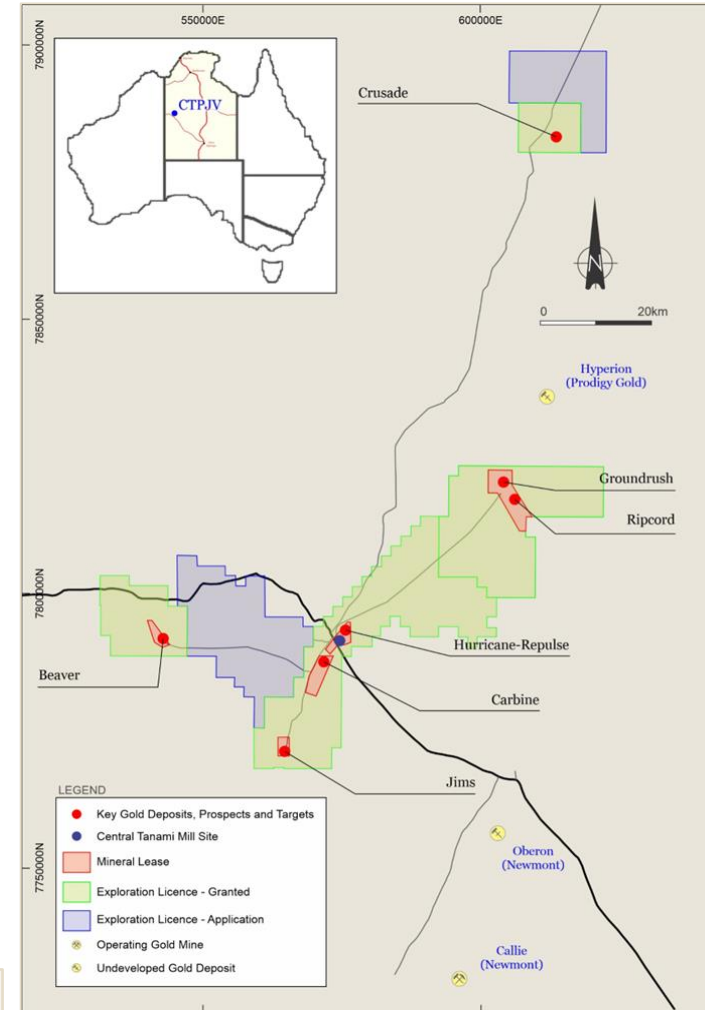 550000E
600000E
7900000N
7850000N
7800000N
7750000N
CTPJV
Crusade
N
0
20km
Hyperion
(Prodigy Gold)
Groundrush
Ripcord
Hurricane-Repulse
Beaver
Carbine
Jims
Oberon
(Newmont)
Callie
(Newmont)
LEGEND
Key Gold Deposits, Prospects and Targets
Central Tanami Mill Site
Mineral Lease
Exploration Licence - Granted
Exploration Licence - Application
Operating Gold Mine
Undeveloped Gold Deposit